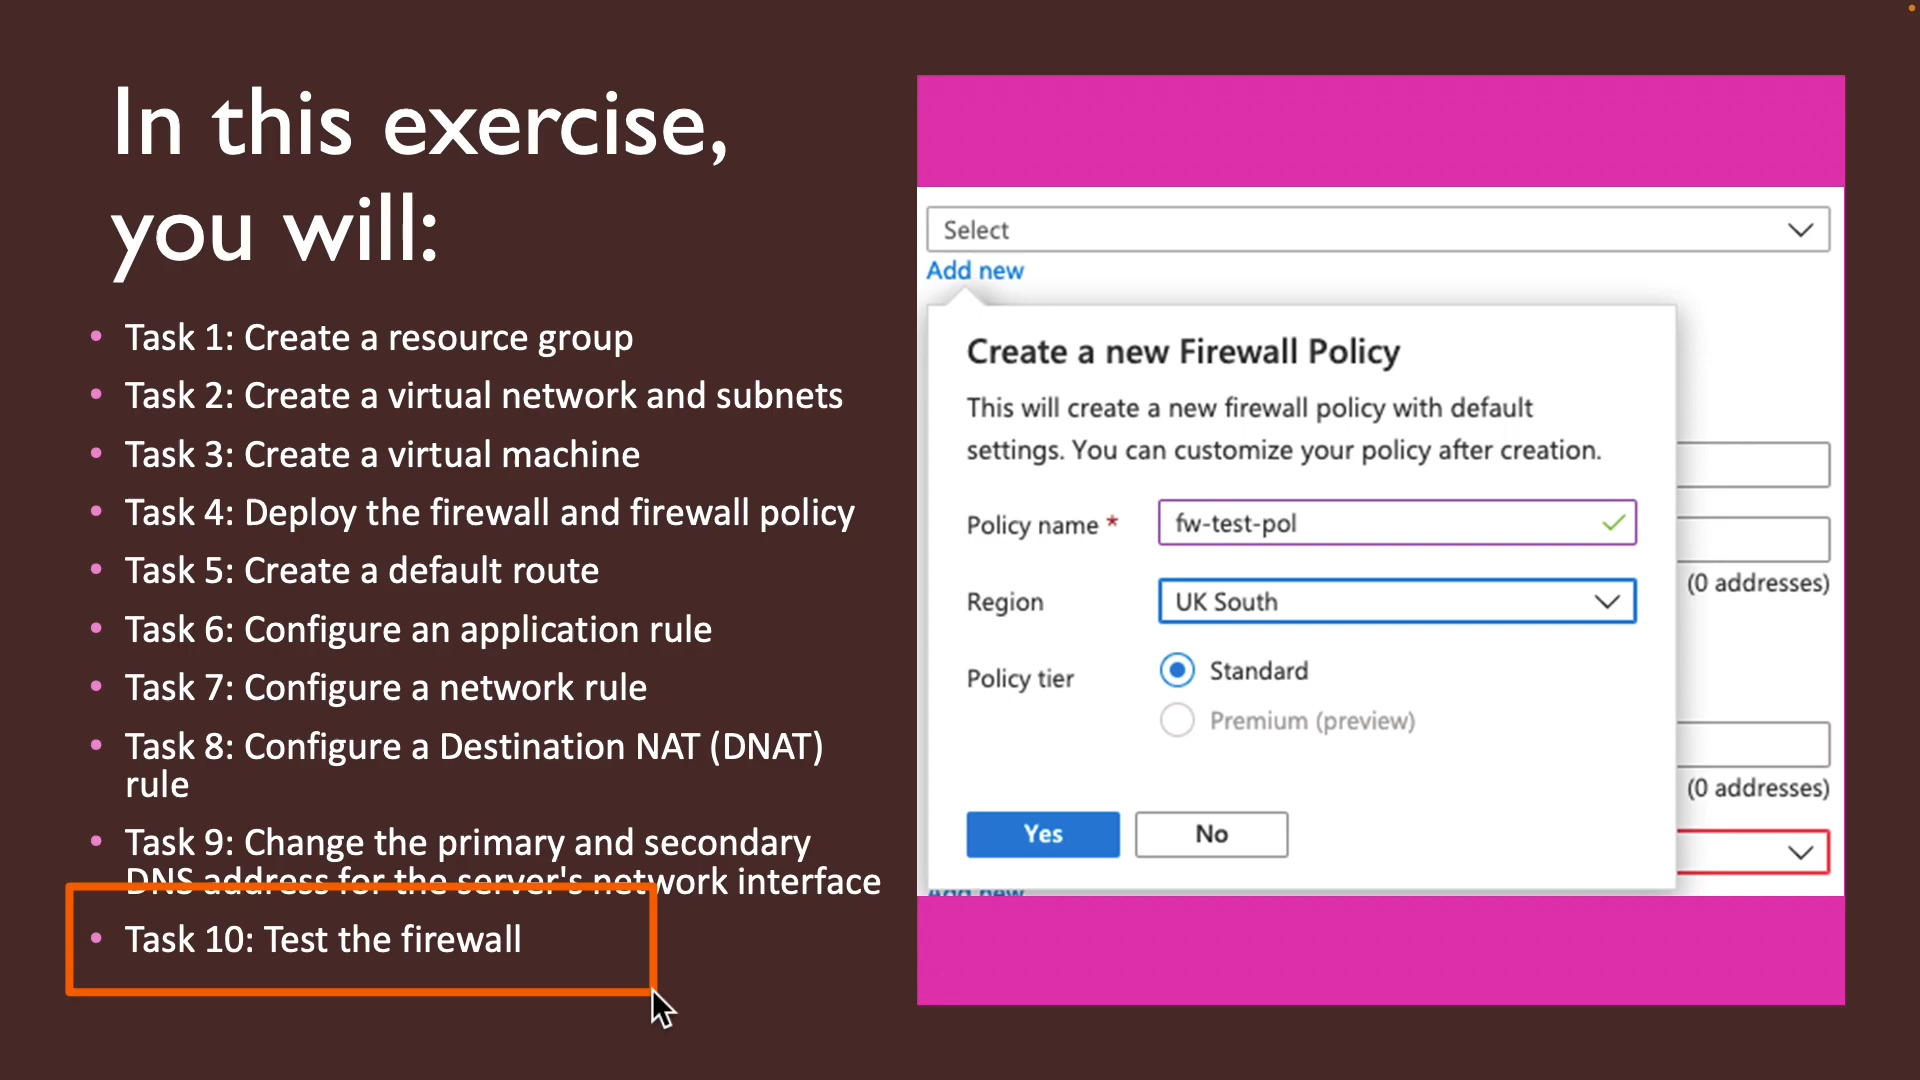 In this exercise,
you will:
• Task 1: Create a resource group
• Task 2: Create a virtual network and subnets
• Task 3: Create a virtual machine
• Task 4: Deploy the firewall and firewall policy
• Task 5: Create a default route
• Task 6: Configure an application rule
• Task 7: Configure a network rule
• Task 8: Configure a Destination NAT (DNAT)
rule
• Task 9: Change the primary and secondary
DNS address for the server's network interface
• Task 10: Test the firewall
Select
Add new
Create a new Firewall Policy
This will create a new firewall policy with default
settings. You can customize your policy after creation.
Policy name *
fw-test-pol
Region
UK South
(0 addresses)
Policy tier
Standard
Premium (preview)
(0 addresses)
Yes
No
Add new